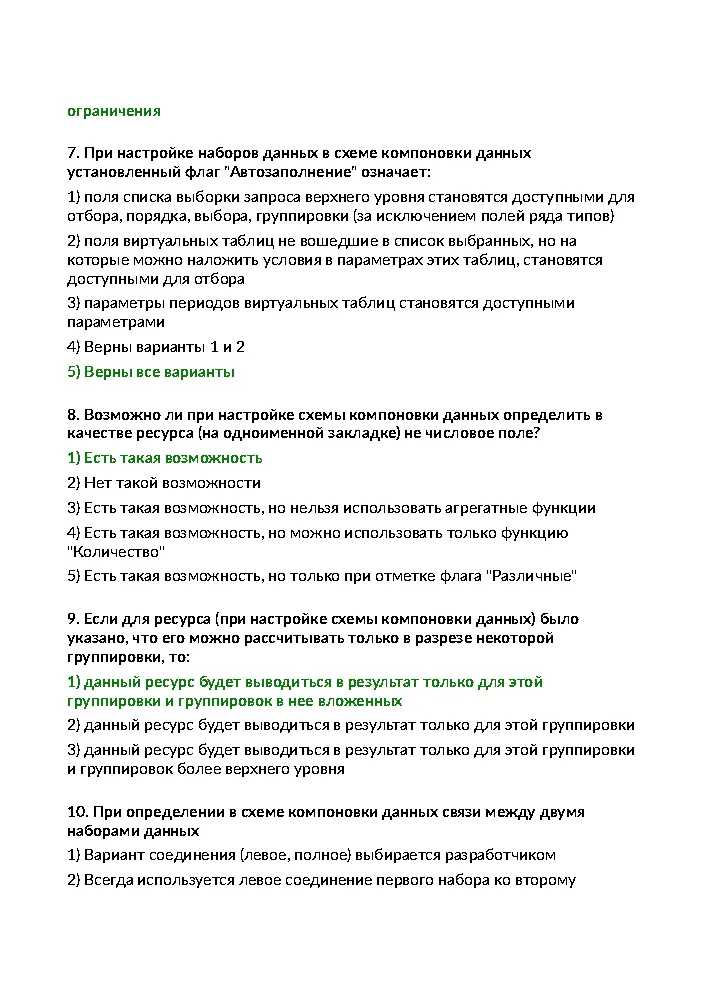 ограничения
7. При настройке наборов данных в схеме компоновки данных
установленный флаг "Автозаполнение" означает:
1) поля списка выборки запроса верхнего уровня становятся доступными для
отбора, порядка, выбора, группировки (за исключением полей ряда типов)
2) поля виртуальных таблиц не вошедшие в список выбранных, но на
которые можно наложить условия в параметрах этих таблиц, становятся
доступными для отбора
3) параметры периодов виртуальных таблиц становятся доступными
параметрами
4) Верны варианты 1 и 2
5) Верны все варианты
8. Возможно ли при настройке схемы компоновки данных определить в
качестве ресурса (на одноименной закладке) не числовое поле?
1) Есть такая возможность
2) Нет такой возможности
3) Есть такая возможность, но нельзя использовать агрегатные функции
4) Есть такая возможность, но можно использовать только функцию
"Количество"
5) Есть такая возможность, но только при отметке флага "Различные"
9. Если для ресурса (при настройке схемы компоновки данных) было
указано, что его можно рассчитывать только в разрезе некоторой
группировки, то:
1) данный ресурс будет выводиться в результат только для этой
группировки и группировок в нее вложенных
2) данный ресурс будет выводиться в результат только для этой группировки
3) данный ресурс будет выводиться в результат только для этой группировки
и группировок более верхнего уровня
10. При определении в схеме компоновки данных связи между двумя
наборами данных
1) Вариант соединения (левое, полное) выбирается разработчиком
2) Всегда используется левое соединение первого набора ко второму